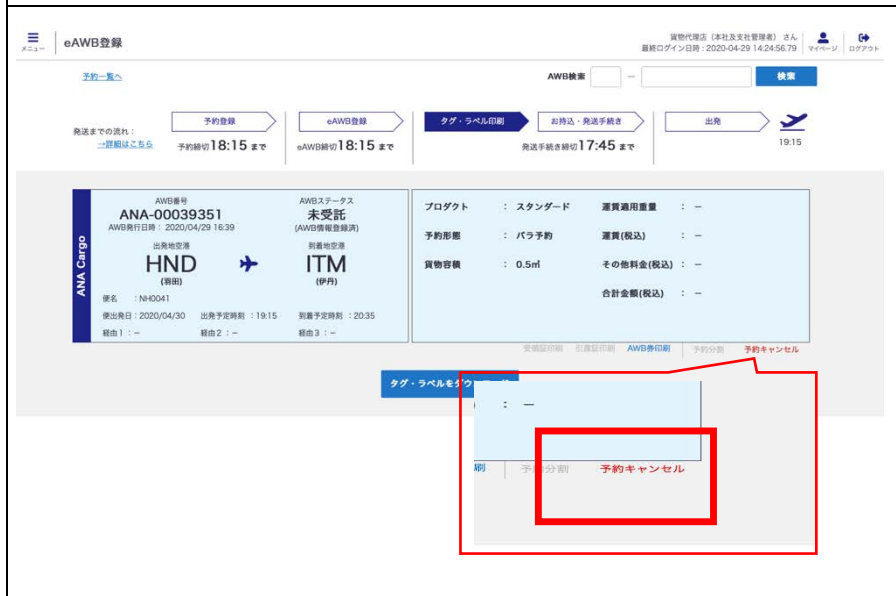 メニュー
eAWB登録
貨物代理店（本社及支社管理者） さん
最終ログイン日時 : 2020-04-29 14:24:56.79
マイページ
ログアウト
予約一覧へ
AWB検索
－
検索
発送までの流れ：
→詳細はこちら
予約登録
eAWB登録
タグ・ラベル印刷
お持込・発送手続き
出発
予約締切18:15 まで
eAWB締切18:15 まで
発送手続き締切17:45 まで
19:15
ANA Cargo
AWB番号
ANA-00039351
AWB発行日時： 2020/04/29 16:39
AWBステータス
未受託
(AWB情報登録済)
出発地空港
HND
(羽田)
到着地空港
ITM
(伊丹)
便名 ：NH0041
便出発日：2020/04/30 出発予定時刻 ：19:15 到着予定時刻 ：20:35
経由1：－ 経由2：－ 経由3：－
プロダクト ： スタンダード 運賃適用重量 ： －
予約形態 ： バラ予約 運賃(税込) ： －
貨物容積 ： 0.5㎥ その他料金(税込) ： －
合計金額(税込) ： －
受領証印刷 引渡証印刷 AWB券印刷 予約分割 予約キャンセル
タグ・ラベルをダウ
： －
刷 予約分割 予約キャンセル